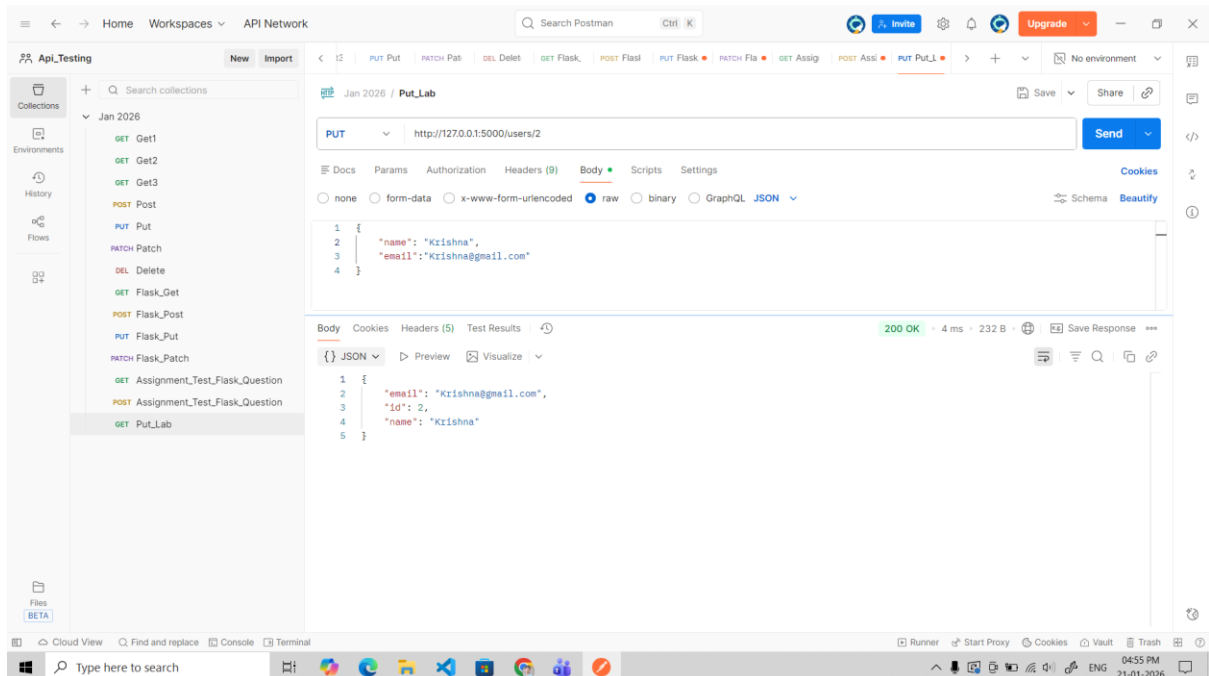 Home Workspaces API Network Search Postman Ctrl K Invite Upgrade
Api_Testing New Import PUT Put PATCH Pat DEL Delet GET Flask_ POST Flasl PUT Flask PATCH Fla GET Assig POST Assi PUT Put_L No environment
Collections
Environments
History
Flows
Files
BETA
Search collections
Jan 2026
GET Get1
GET Get2
GET Get3
POST Post
PUT Put
PATCH Patch
DEL Delete
GET Flask_Get
POST Flask_Post
PUT Flask_Put
PATCH Flask_Patch
GET Assignment_Test_Flask_Question
POST Assignment_Test_Flask_Question
GET Put_Lab
HTTP Jan 2026 / Put_Lab Save Share
PUT http://127.0.0.1:5000/users/2 Send
Docs Params Authorization Headers (9) Body Scripts Settings Cookies
none form-data x-www-form-urlencoded raw binary GraphQL JSON Schema Beautify
1 {
2 "name": "Krishna",
3 "email":"Krishna@gmail.com"
4 }
Body Cookies Headers (5) Test Results 200 OK 4 ms 232 B Save Response
{} JSON Preview Visualize
1 {
2 "email": "Krishna@gmail.com",
3 "id": 2,
4 "name": "Krishna"
5 }
Cloud View Find and replace Console Terminal Runner Start Proxy Cookies Vault Trash
Type here to search ENG 04:55 PM
21-01-2026